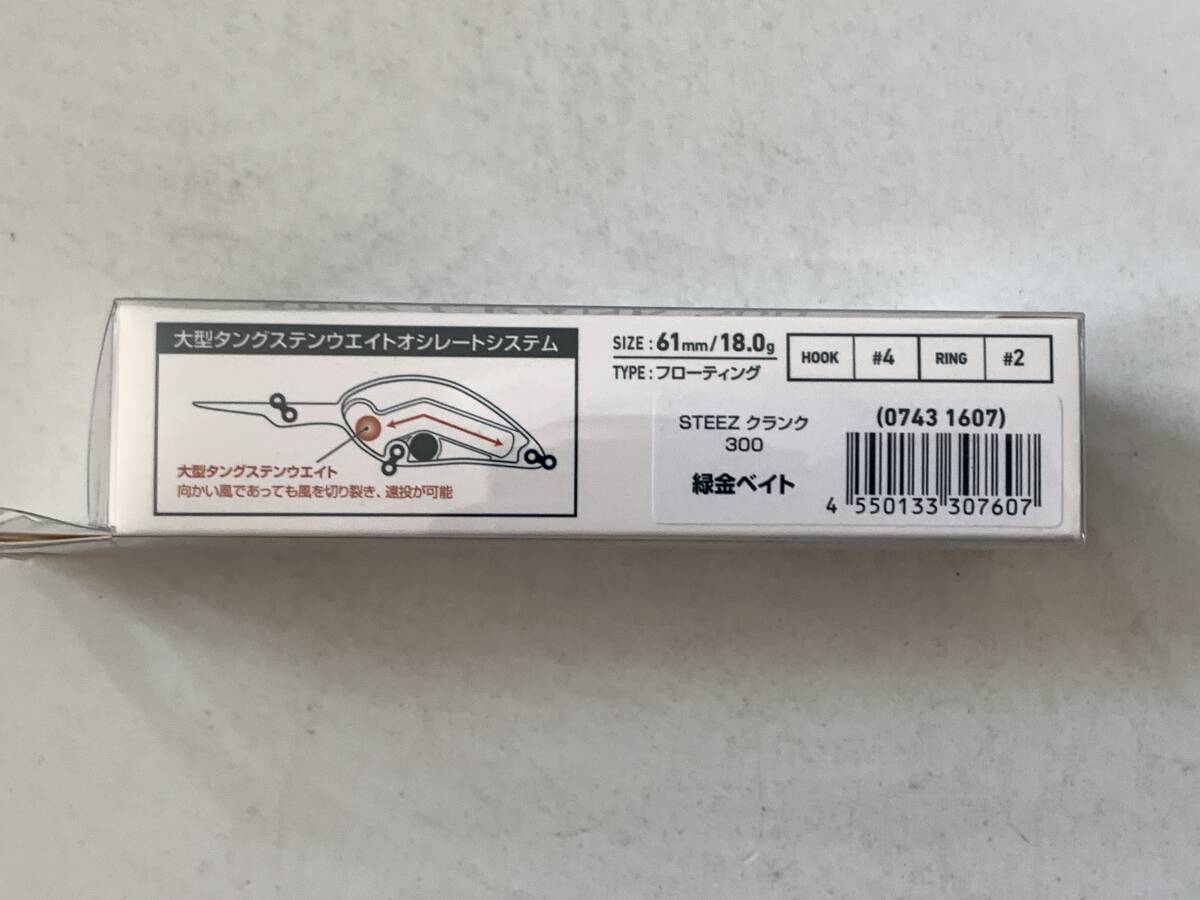 大型タングステンウエイトオシレートシステム
大型タングステンウエイト
向かい風であっても風を切り裂き、遠投が可能
SIZE : 61mm/18.0g
TYPE : フローティング
HOOK #4 RING #2
STEEZ クランク
300
緑金ベイト
(0743 1607)
4 550133 307607